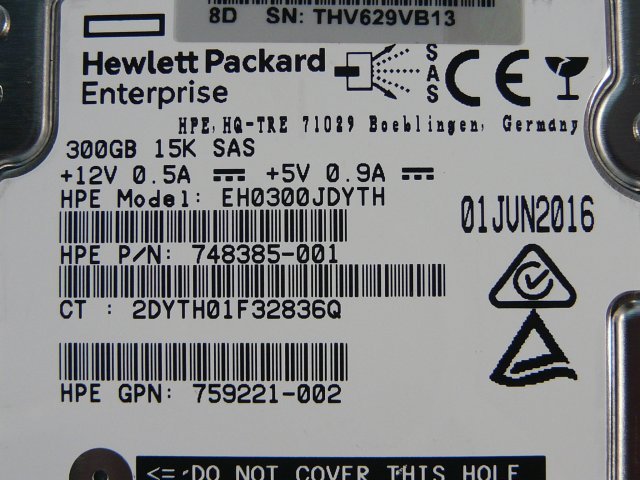 8D SN: THV629VB13
Hewlett Packard
Enterprise
SAS
CE
HPE, HQ-TRE 71029 Boeblingen, Germany
300GB 15K SAS
+12V 0.5A +5V 0.9A
HPE Model: EH0300JDYTH
01JUN2016
HPE P/N: 748385-001
CT : 2DYTH01F32836Q
HPE GPN: 759221-002
<=-DO NOT COVER THIS HOLE